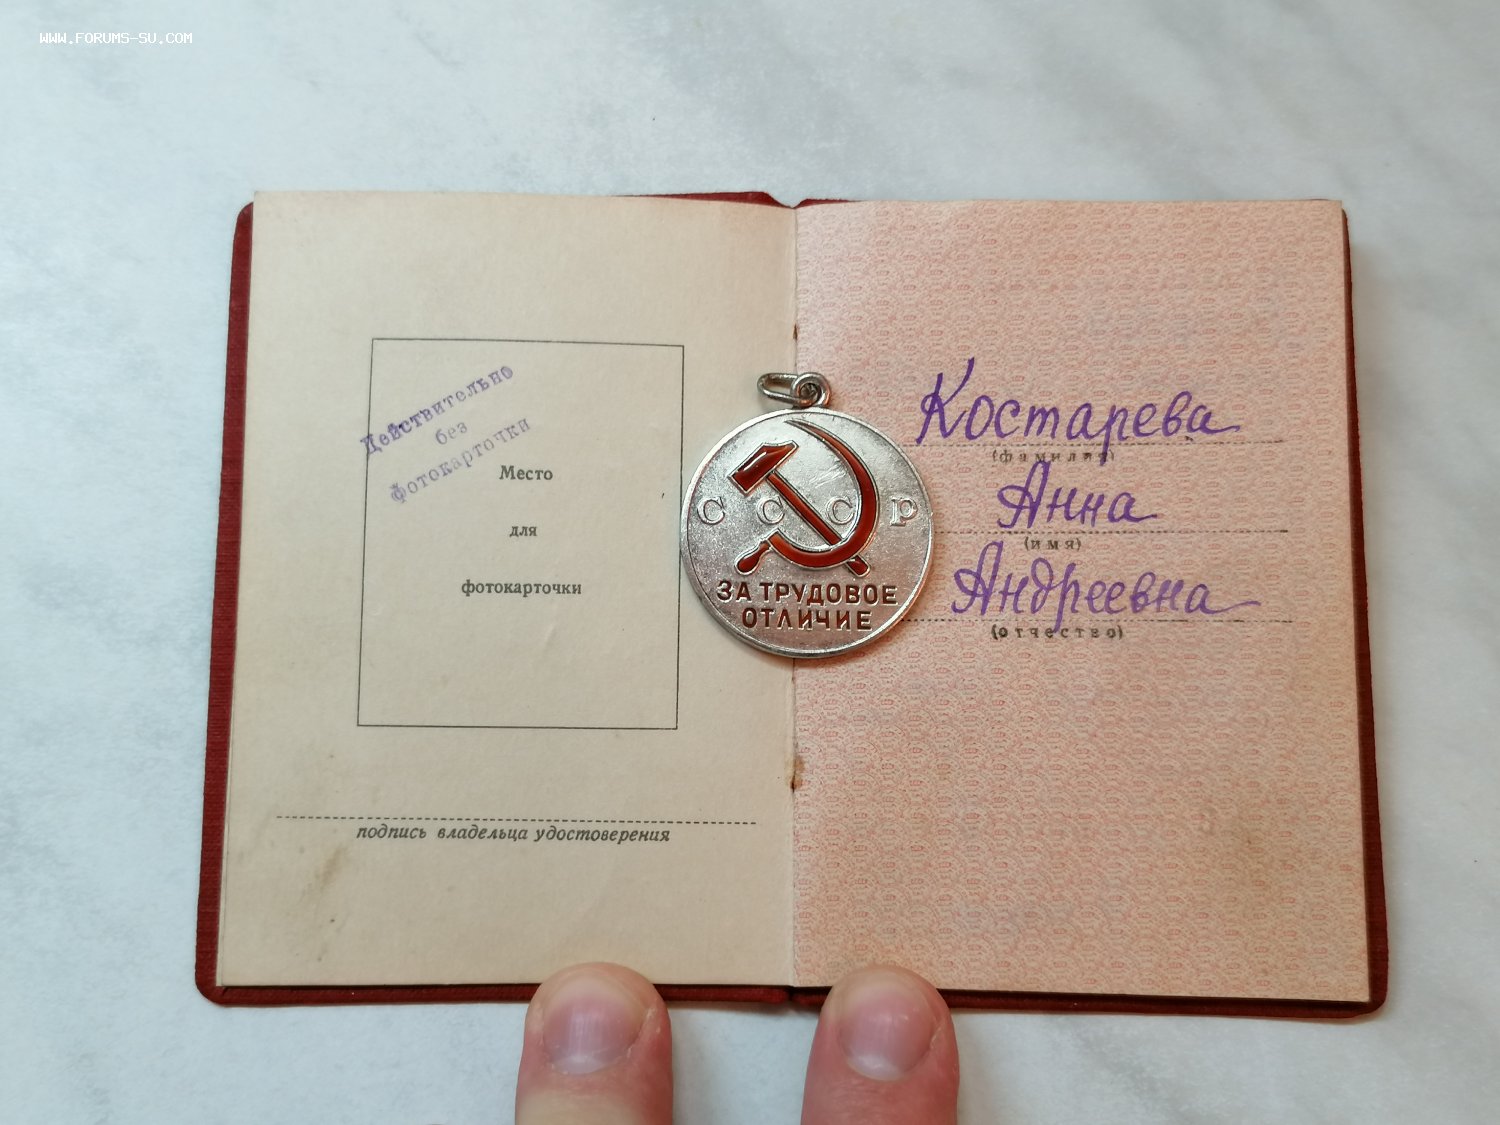 WWW.FORUMS-SU.COM
Действительно
без
фотокарточки
Место
для
фотокарточки
подпись владельца удостоверения
СССР
ЗА ТРУДОВОЕ
ОТЛИЧИЕ
Костарева
(фамилия)
Анна
(имя)
Андреевна
(отчество)